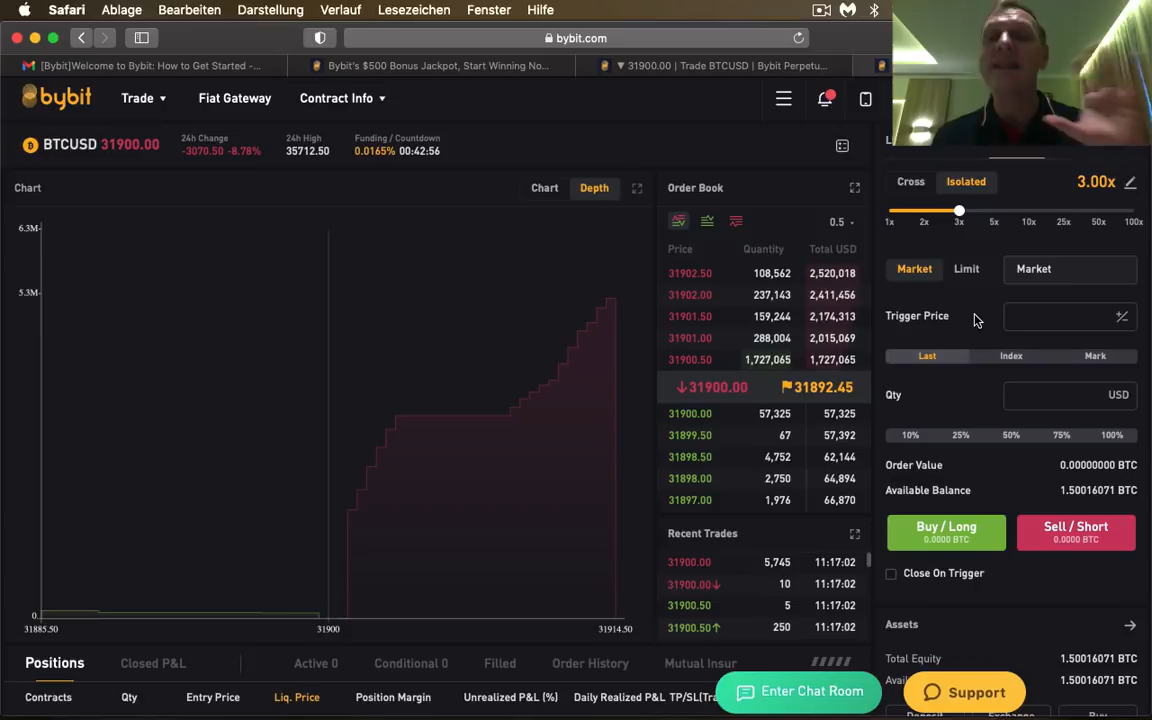 Safari Ablage Bearbeiten Darstellung Verlauf Lesezeichen Fenster Hilfe
bybit.com
[Bybit]Welcome to Bybit: How to Get Started -...
Bybit's $500 Bonus Jackpot, Start Winning No...
▼ 31900.00 | Trade BTCUSD | Bybit Perpetu...
bybit Trade Fiat Gateway Contract Info
BTCUSD 31900.00
24h Change
-3070.50 -8.78%
24h High
35712.50
Funding / Countdown
0.0165% 00:42:56
Chart
Chart Depth
6.3M
5.3M
0
31885.50 31900 31914.50
Order Book
0.5
Price Quantity Total USD
31902.50 108,562 2,520,018
31902.00 237,143 2,411,456
31901.50 159,244 2,174,313
31901.00 288,004 2,015,069
31900.50 1,727,065 1,727,065
↓31900.00 31892.45
31900.00 57,325 57,325
31899.50 67 57,392
31898.50 4,752 62,144
31898.00 2,750 64,894
31897.00 1,976 66,870
Recent Trades
31900.00 5,745 11:17:02
31900.00↓ 10 11:17:02
31900.50 5 11:17:02
31900.50↑ 250 11:17:02
Cross Isolated 3.00x
1x 2x 3x 5x 10x 25x 50x 100x
Market Limit Market
Trigger Price
Last Index Mark
Qty USD
10% 25% 50% 75% 100%
Order Value 0.00000000 BTC
Available Balance 1.50016071 BTC
Buy / Long
0.0000 BTC
Sell / Short
0.0000 BTC
Close On Trigger
Assets
Total Equity 1.50016071 BTC
1.50016071 BTC
Positions Closed P&L Active 0 Conditional 0 Filled Order History Mutual Insur
Contracts Qty Entry Price Liq. Price Position Margin Unrealized P&L (%) Daily Realized P&L TP/SL(Tra
Enter Chat Room
Support